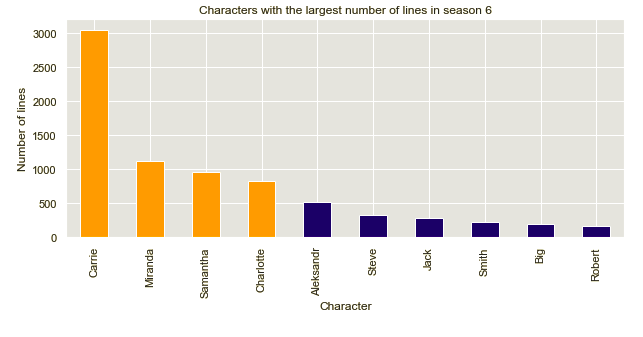 Characters with the largest number of lines in season 6
Number of lines
3000
2500
2000
1500
1000
500
0
Carrie
Miranda
Samantha
Charlotte
Aleksandr
Steve
Jack
Smith
Big
Robert
Character